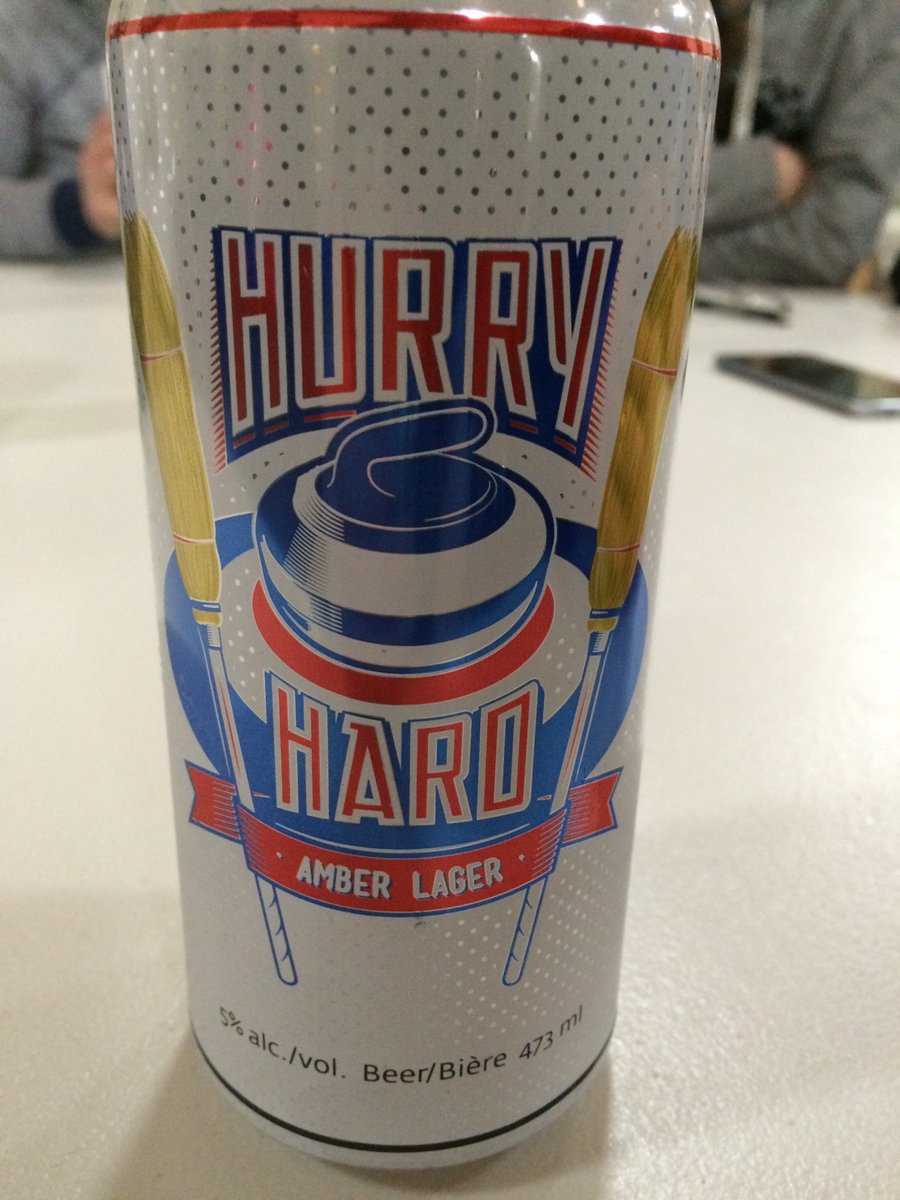 HURRY
HARD
· AMBER LAGER ·
5% alc./vol. Beer/Bière 473 ml